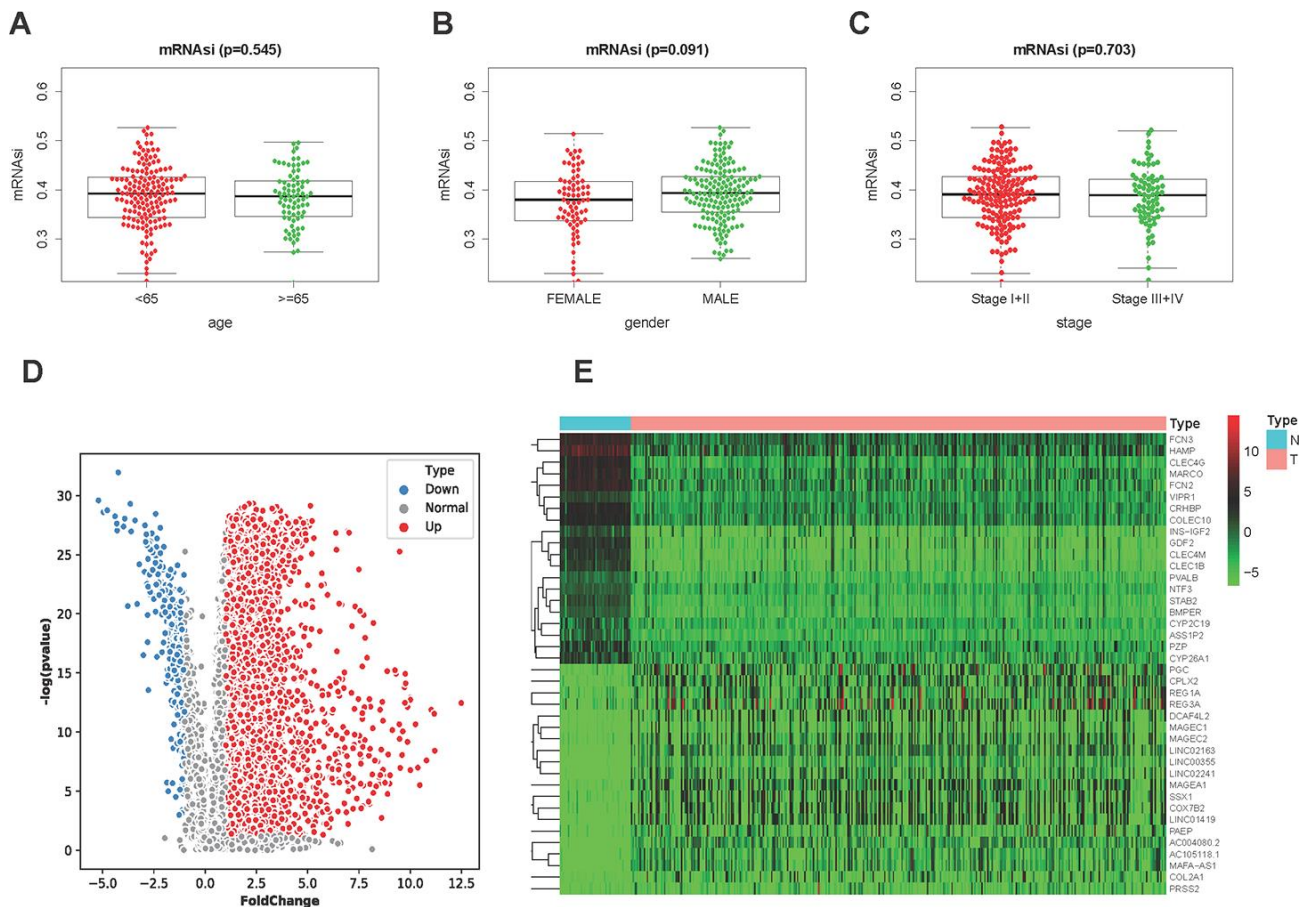 A
mRNAsi (p=0.545)
mRNAsi
0.6
0.5
0.4
0.3
<65
>=65
age
B
mRNAsi (p=0.091)
mRNAsi
0.6
0.5
0.4
0.3
FEMALE
MALE
gender
C
mRNAsi (p=0.703)
mRNAsi
0.6
0.5
0.4
0.3
Stage I+II
Stage III+IV
stage
D
Type
Down
Normal
Up
-log(pvalue)
30
25
20
15
10
5
0
−5.0 −2.5 0.0 2.5 5.0 7.5 10.0 12.5
FoldChange
E
Type
FCN3
HAMP
CLEC4G
MARCO
FCN2
VIPR1
CRHBP
COLEC10
INS-IGF2
GDF2
CLEC4M
CLEC1B
PVALB
NTF3
STAB2
BMPER
CYP2C19
ASS1P2
PZP
CYP26A1
PGC
CPLX2
REG1A
REG3A
DCAF4L2
MAGEC1
MAGEC2
LINC02163
LINC00355
LINC02241
MAGEA1
SSX1
COX7B2
LINC01419
PAEP
AC004080.2
AC105118.1
MAFA-AS1
COL2A1
PRSS2
10
5
0
−5
Type
N
T